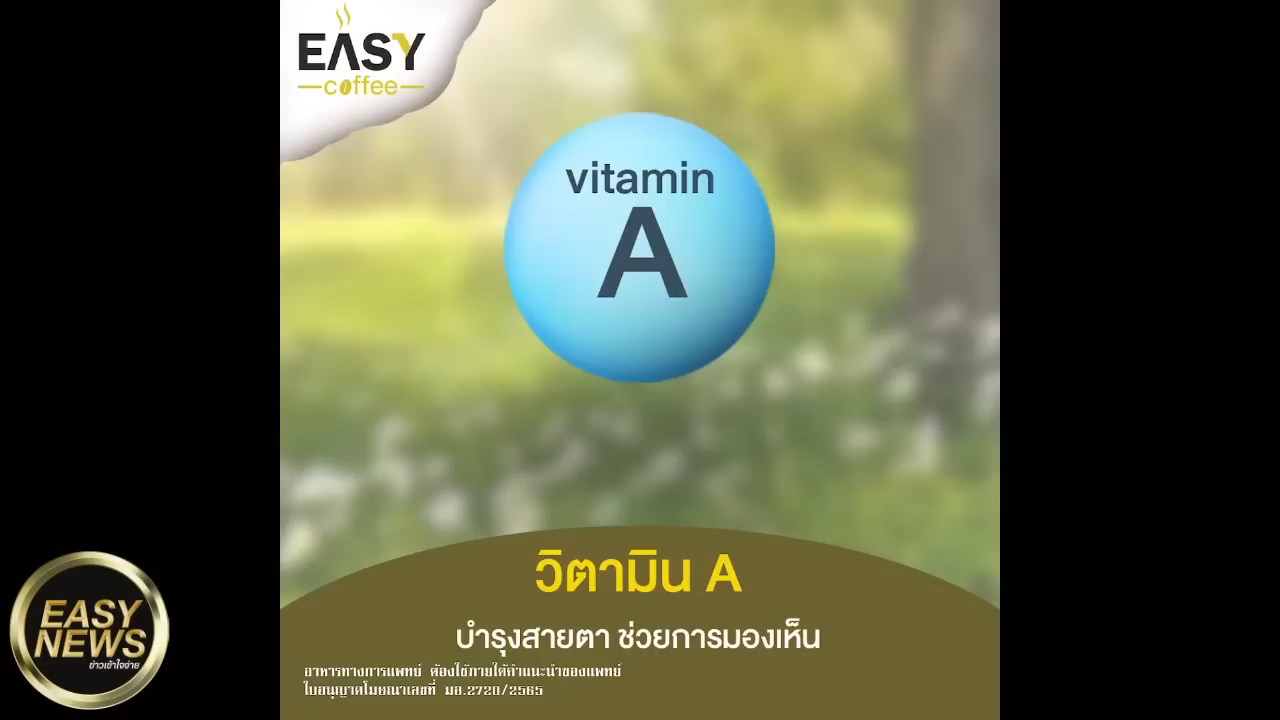 EASY
coffee
vitamin
A
วิตามิน A
บำรุงสายตา ช่วยการมองเห็น
อาหารทางการแพทย์ ต้องใช้ภายใต้คำแนะนำของแพทย์
ใบอนุญาตโฆษณาเลขที่ มอ.2720/2565
EASY
NEWS
ข่าวเข้าใจง่าย